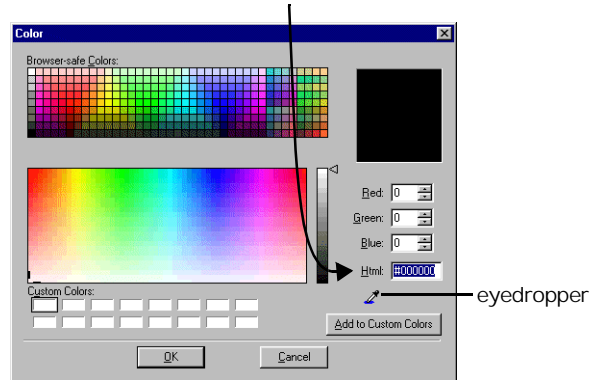 Color
Browser-safe Colors:
Red: 0
Green: 0
Blue: 0
Html: #000000
eyedropper
Custom Colors:
Add to Custom Colors
OK
Cancel